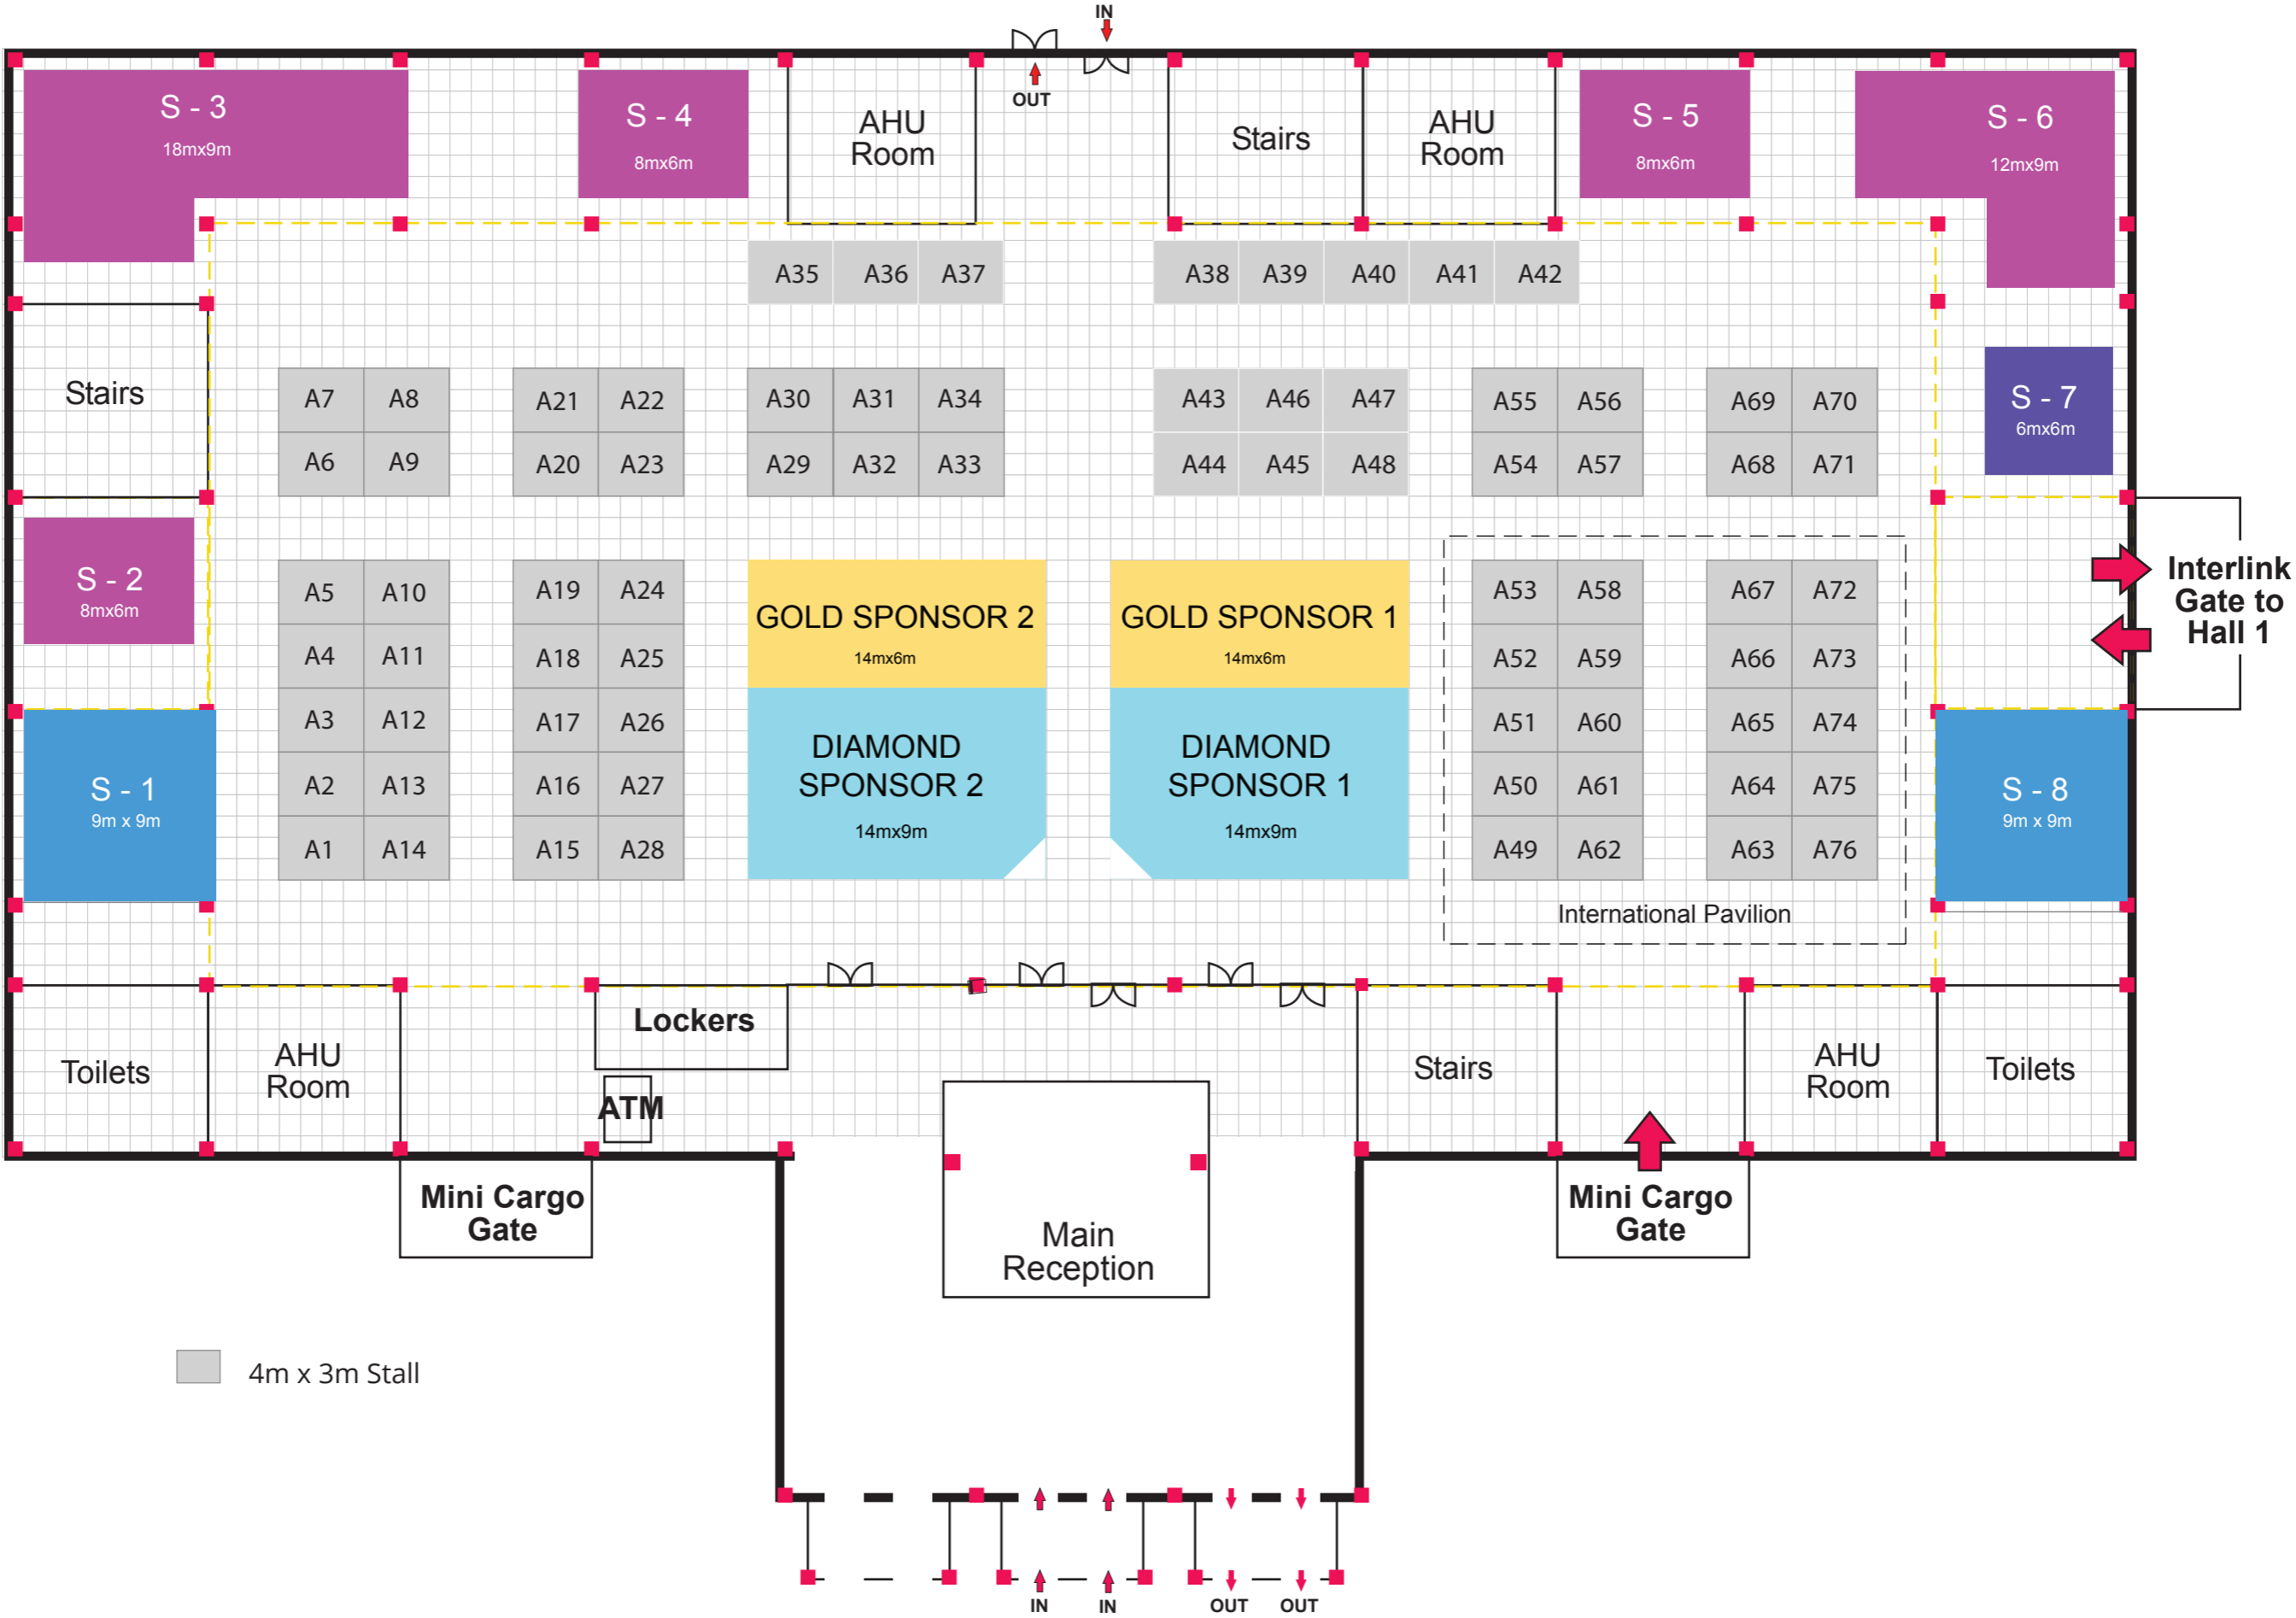 IN
OUT
S - 3
18mx9m
S - 4
8mx6m
AHU
Room
Stairs
AHU
Room
S - 5
8mx6m
S - 6
12mx9m
A35 A36 A37
A38 A39 A40 A41 A42
Stairs
A7 A8
A21 A22
A30 A31 A34
A43 A46 A47
A55 A56
A69 A70
S - 7
6mx6m
A6 A9
A20 A23
A29 A32 A33
A44 A45 A48
A54 A57
A68 A71
S - 2
8mx6m
A5 A10
A19 A24
GOLD SPONSOR 2
14mx6m
GOLD SPONSOR 1
14mx6m
A53 A58
A67 A72
Interlink
Gate to
Hall 1
A4 A11
A18 A25
A52 A59
A66 A73
A3 A12
A17 A26
DIAMOND
SPONSOR 2
14mx9m
DIAMOND
SPONSOR 1
14mx9m
A51 A60
A65 A74
S - 1
9m x 9m
A2 A13
A16 A27
A50 A61
A64 A75
S - 8
9m x 9m
A1 A14
A15 A28
A49 A62
A63 A76
International Pavilion
Toilets
AHU
Room
Lockers
ATM
Stairs
AHU
Room
Toilets
Mini Cargo
Gate
Main
Reception
Mini Cargo
Gate
4m x 3m Stall
IN IN OUT OUT